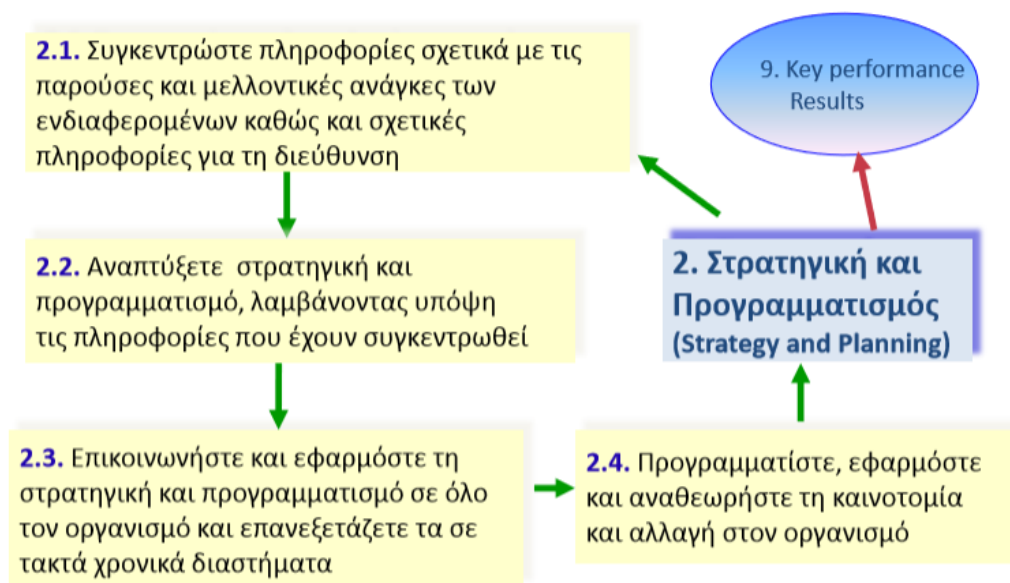 2.1. Συγκεντρώστε πληροφορίες σχετικά με τις
παρούσες και μελλοντικές ανάγκες των
ενδιαφερομένων καθώς και σχετικές
πληροφορίες για τη διεύθυνση
9. Key performance
Results
2.2. Αναπτύξετε στρατηγική και
προγραμματισμό, λαμβάνοντας υπόψη
τις πληροφορίες που έχουν συγκεντρωθεί
2. Στρατηγική και
Προγραμματισμός
(Strategy and Planning)
2.3. Επικοινωνήστε και εφαρμόστε τη
στρατηγική και προγραμματισμό σε όλο
τον οργανισμό και επανεξετάζετε τα σε
τακτά χρονικά διαστήματα
2.4. Προγραμματίστε, εφαρμόστε
και αναθεωρήστε τη καινοτομία
και αλλαγή στον οργανισμό